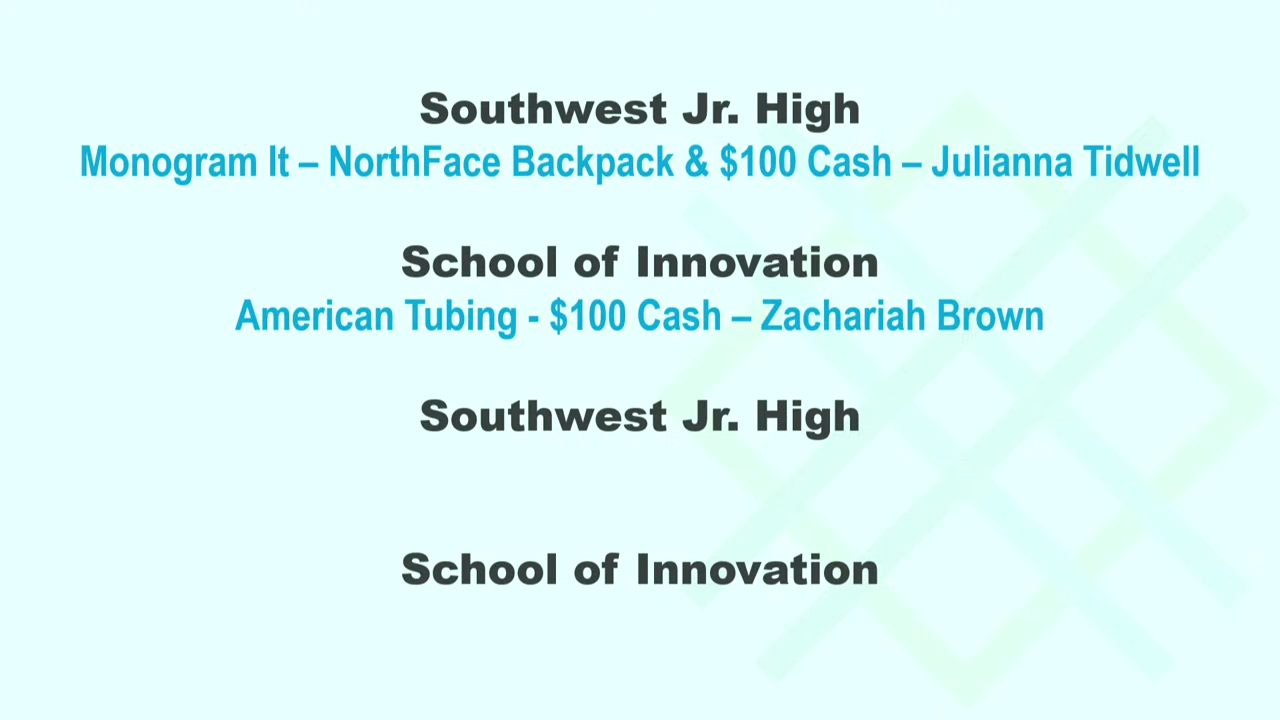 Southwest Jr. High
Monogram It – NorthFace Backpack & $100 Cash – Julianna Tidwell
School of Innovation
American Tubing - $100 Cash – Zachariah Brown
Southwest Jr. High
School of Innovation